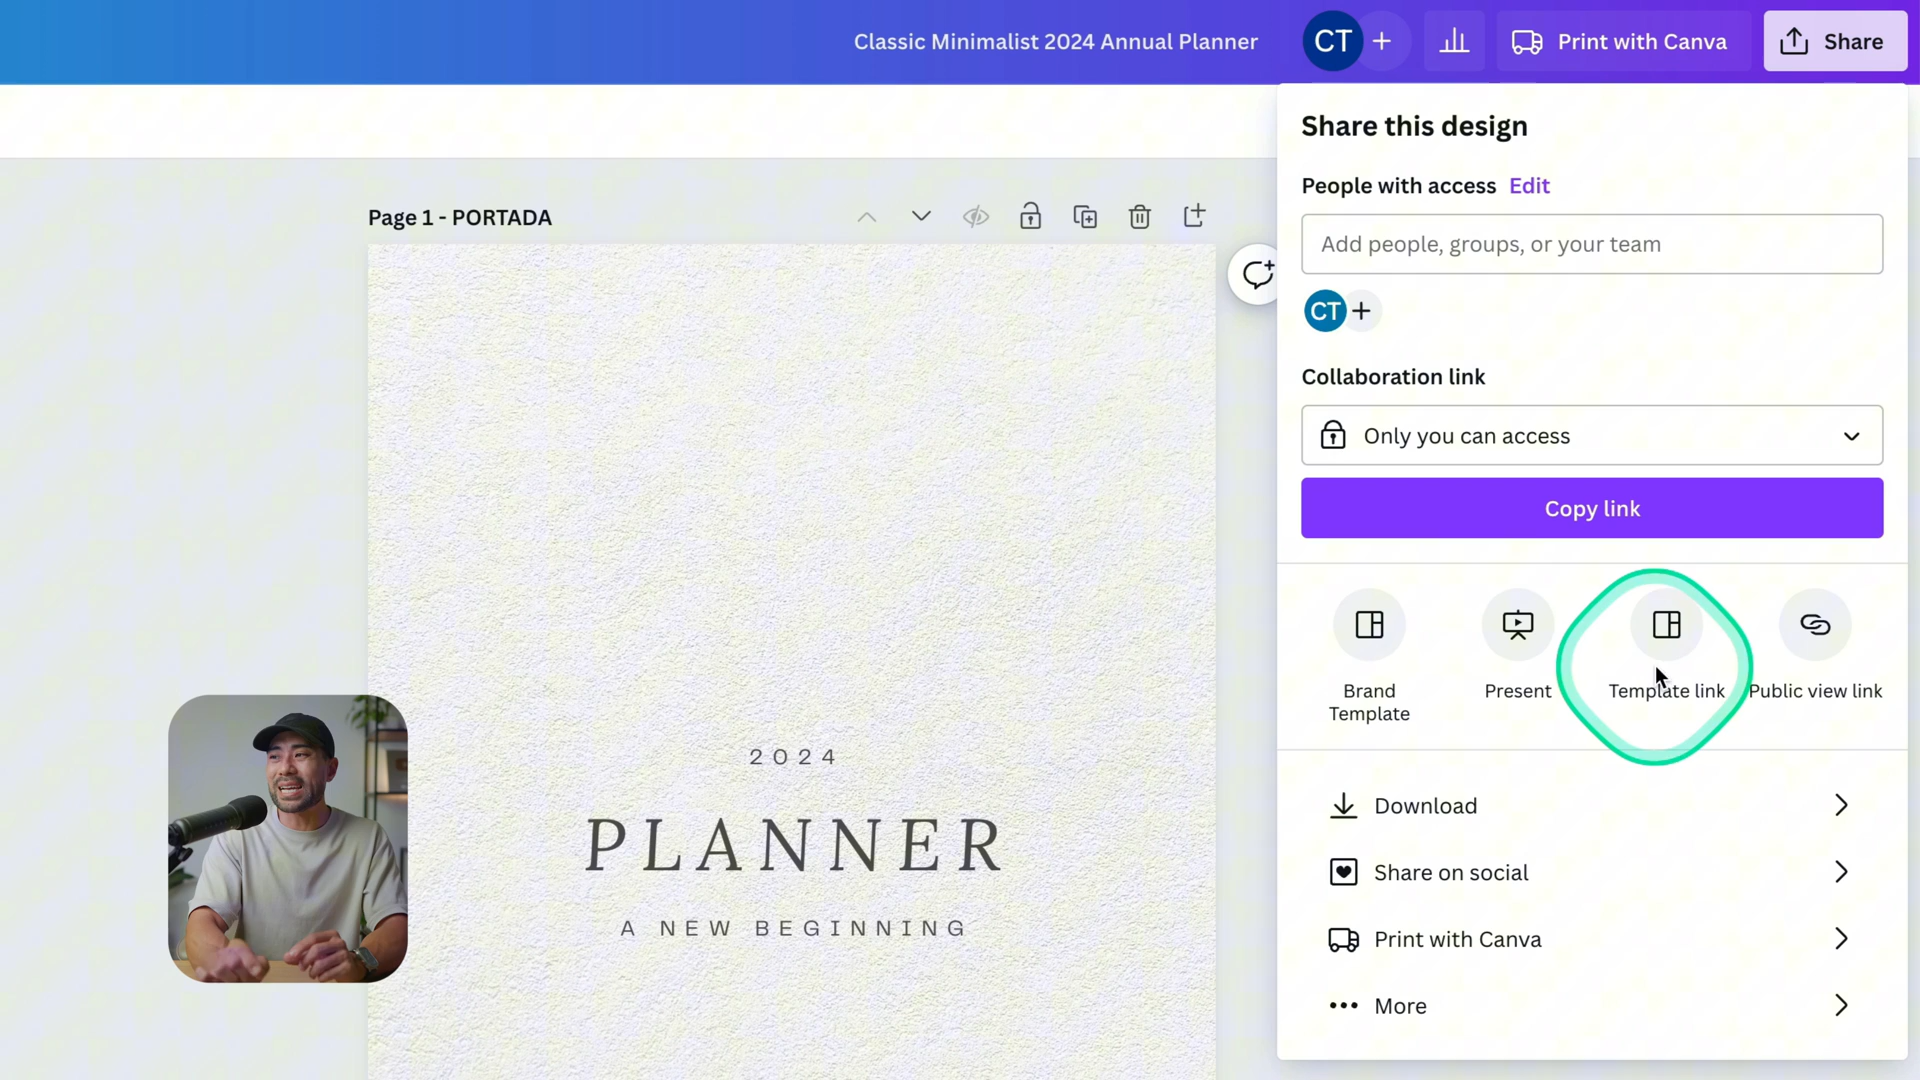 Classic Minimalist 2024 Annual Planner
CT
Print with Canva
Share
Share this design
People with access Edit
Add people, groups, or your team
CT
Collaboration link
Only you can access
Copy link
Brand
Template
Present
Template link
Public view link
Download
Share on social
Print with Canva
More
Page 1 - PORTADA
2024
PLANNER
A NEW BEGINNING